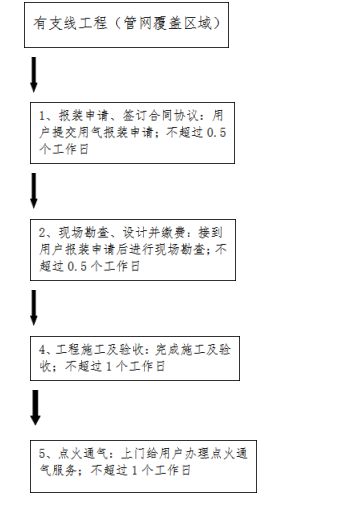 有支线工程（管网覆盖区域）
1、报装申请、签订合同协议：用
户提交用气报装申请；不超过0.5
个工作日
2、现场勘查、设计并缴费：接到
用户报装申请后进行现场勘查；不
超过0.5个工作日
4、工程施工及验收：完成施工及验
收；不超过1个工作日
5、点火通气：上门给用户办理点火通
气服务；不超过1个工作日